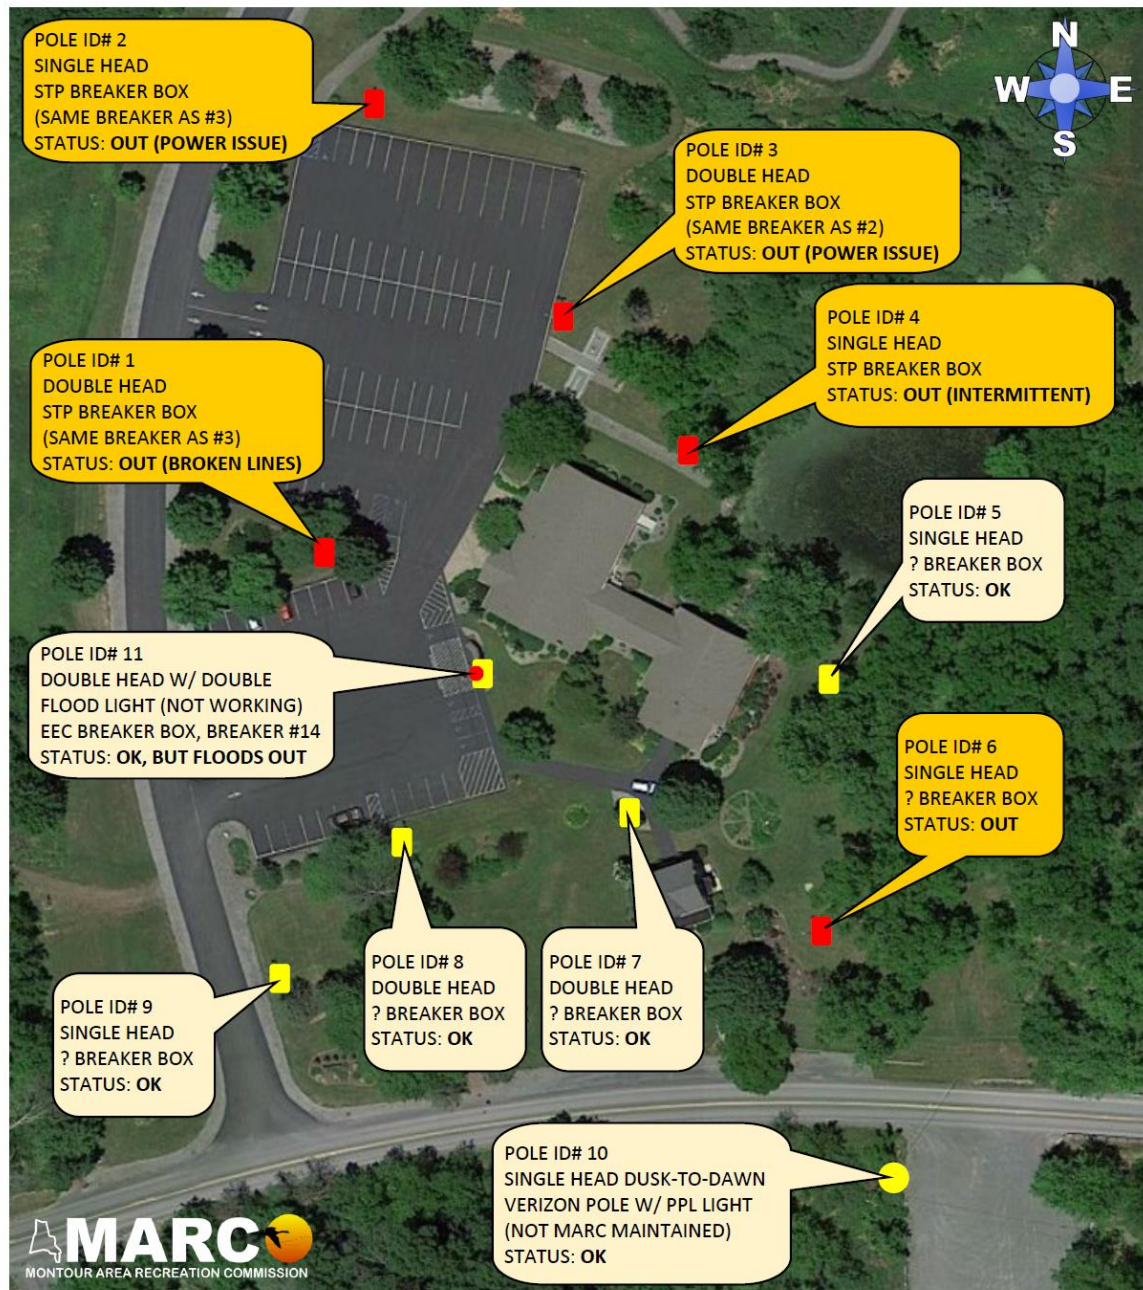 POLE ID# 2
SINGLE HEAD
STP BREAKER BOX
(SAME BREAKER AS #3)
STATUS: OUT (POWER ISSUE)
N
W
E
S
POLE ID# 3
DOUBLE HEAD
STP BREAKER BOX
(SAME BREAKER AS #2)
STATUS: OUT (POWER ISSUE)
POLE ID# 4
SINGLE HEAD
STP BREAKER BOX
STATUS: OUT (INTERMITTENT)
POLE ID# 1
DOUBLE HEAD
STP BREAKER BOX
(SAME BREAKER AS #3)
STATUS: OUT (BROKEN LINES)
POLE ID# 5
SINGLE HEAD
? BREAKER BOX
STATUS: OK
POLE ID# 11
DOUBLE HEAD W/ DOUBLE
FLOOD LIGHT (NOT WORKING)
EEC BREAKER BOX, BREAKER #14
STATUS: OK, BUT FLOODS OUT
POLE ID# 6
SINGLE HEAD
? BREAKER BOX
STATUS: OUT
POLE ID# 8
DOUBLE HEAD
? BREAKER BOX
STATUS: OK
POLE ID# 7
DOUBLE HEAD
? BREAKER BOX
STATUS: OK
POLE ID# 9
SINGLE HEAD
? BREAKER BOX
STATUS: OK
POLE ID# 10
SINGLE HEAD DUSK-TO-DAWN
VERIZON POLE W/ PPL LIGHT
(NOT MARC MAINTAINED)
STATUS: OK
MARC
MONTOUR AREA RECREATION COMMISSION